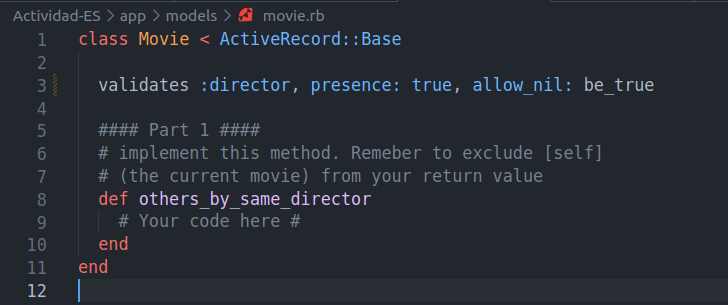 Actividad-ES > app > models > movie.rb
1 class Movie < ActiveRecord::Base
2
3 validates :director, presence: true, allow_nil: be_true
4
5 #### Part 1 ####
6 # implement this method. Remeber to exclude [self]
7 # (the current movie) from your return value
8 def others_by_same_director
9 # Your code here #
10 end
11 end
12